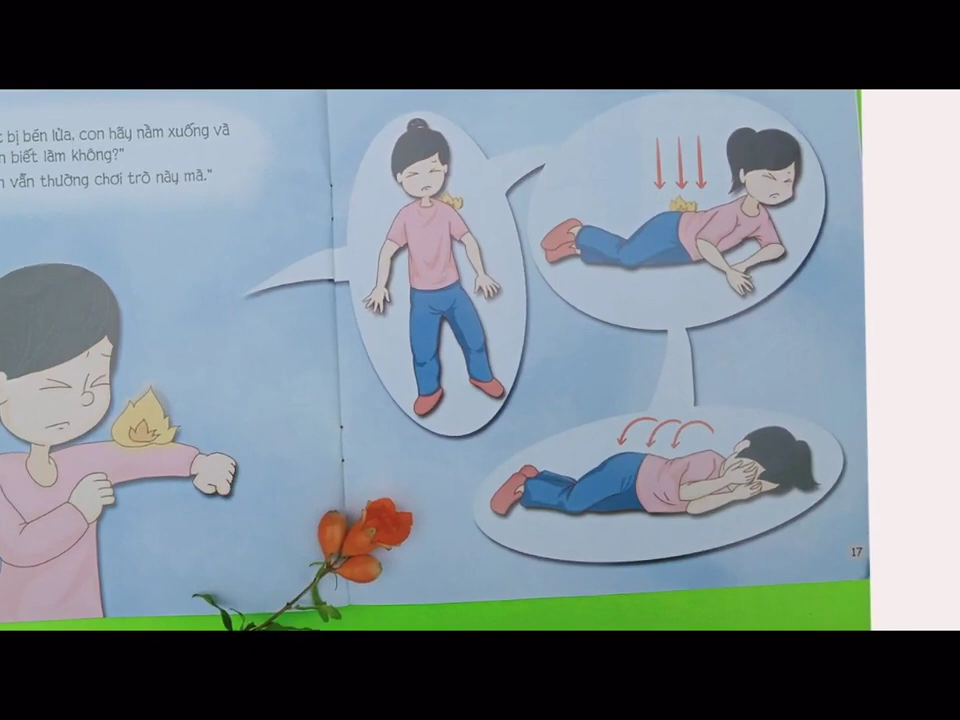 bị bén lửa, con hãy nằm xuống và
biết làm không?"
vẫn thường chơi trò này mà."
17